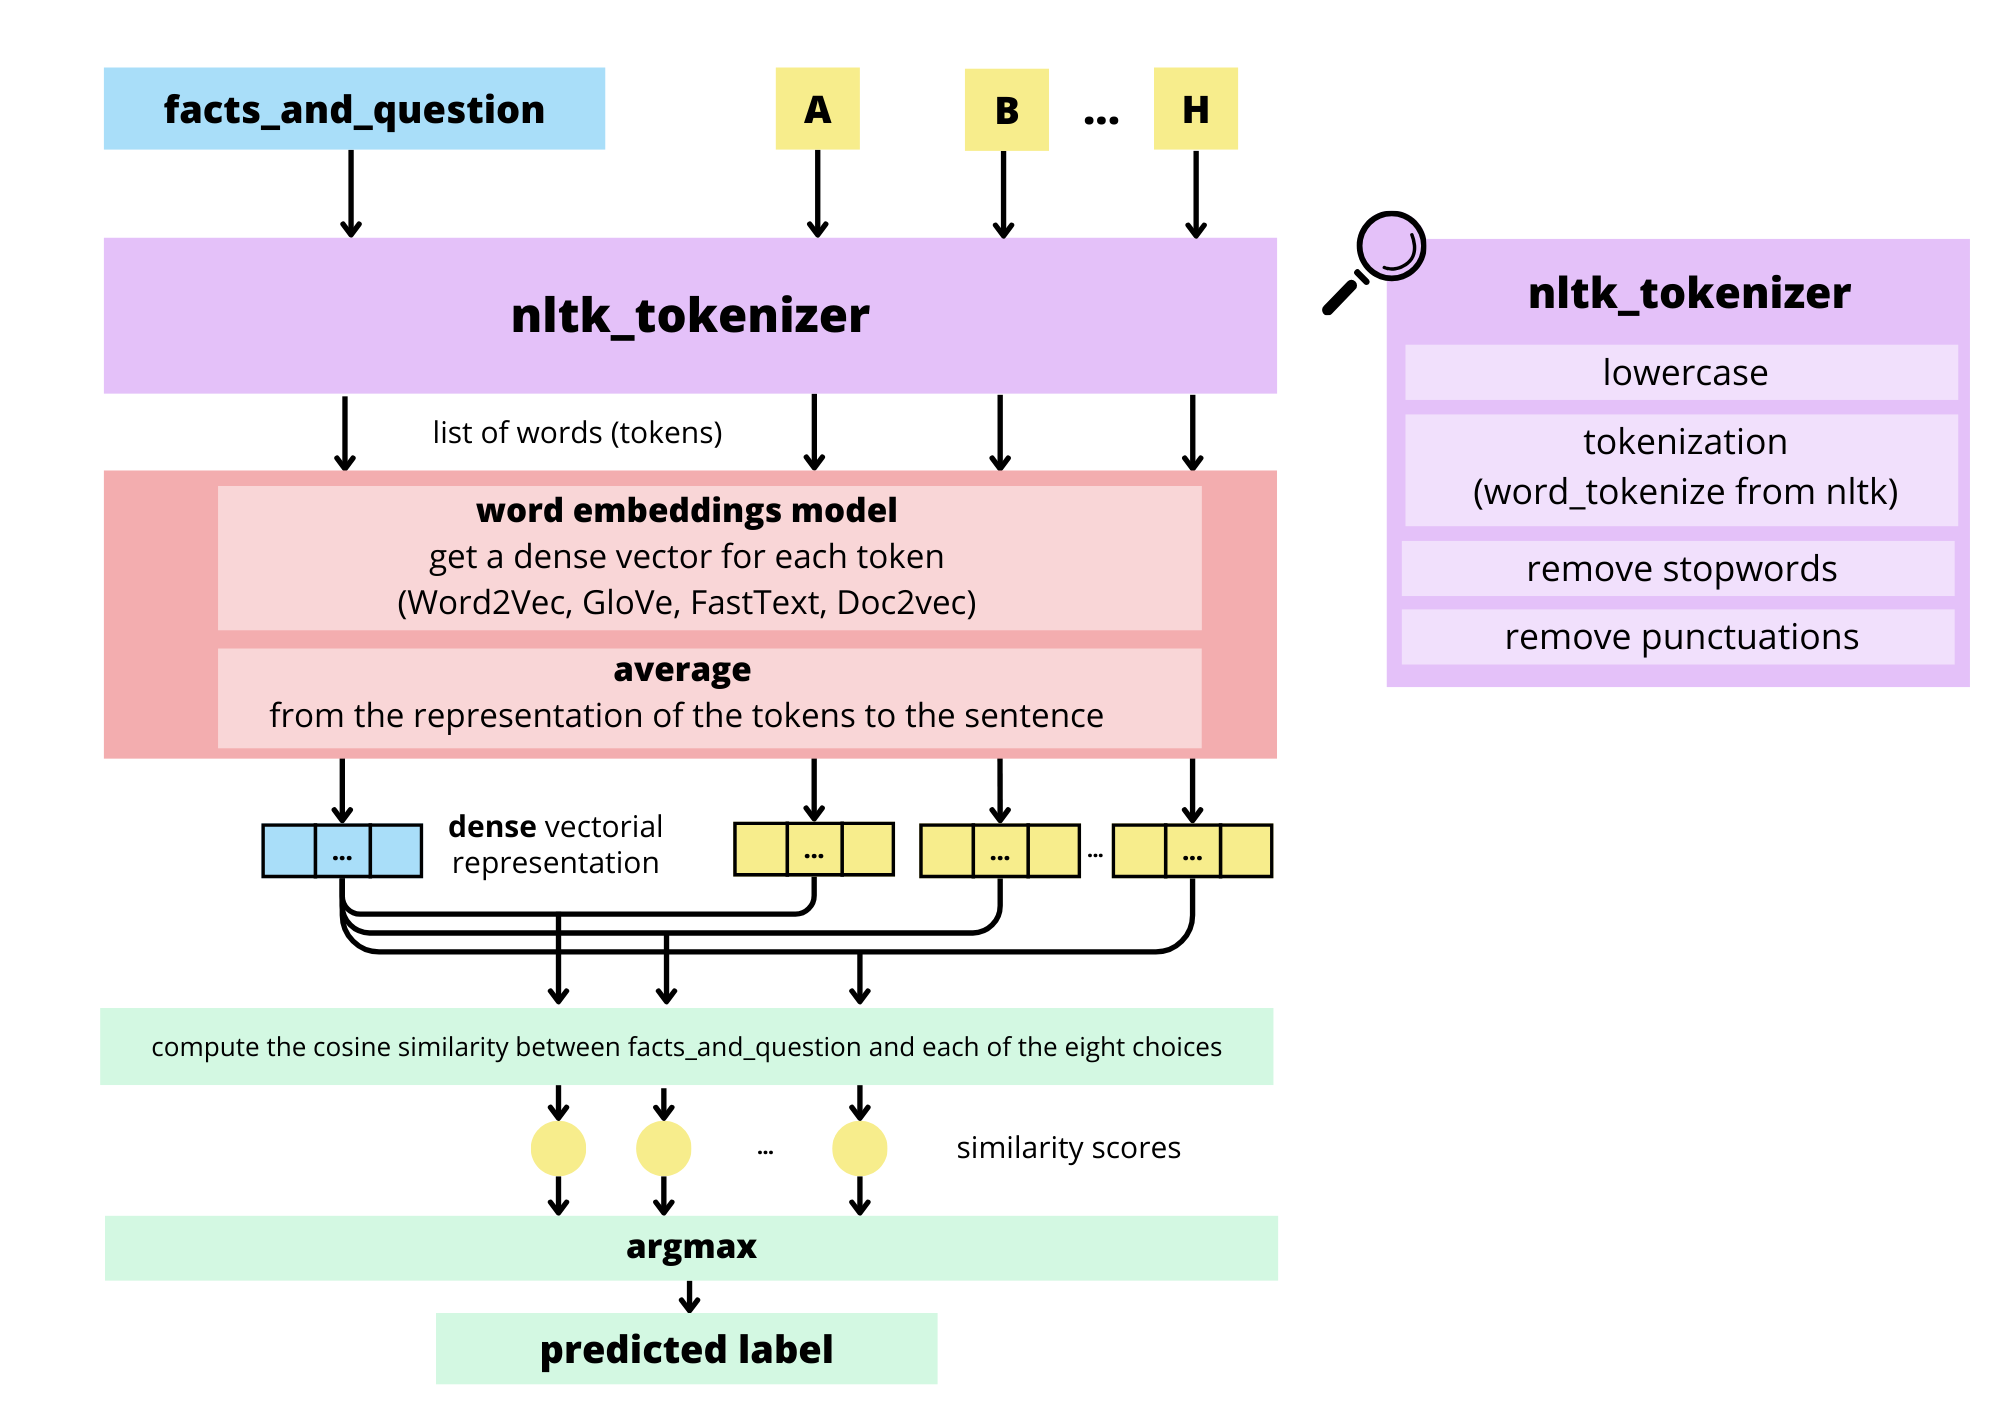 facts_and_question
A
B
...
H
nltk_tokenizer
list of words (tokens)
word embeddings model
get a dense vector for each token
(Word2Vec, GloVe, FastText, Doc2vec)
average
from the representation of the tokens to the sentence
...
dense vectorial
representation
...
...
...
...
compute the cosine similarity between facts_and_question and each of the eight choices
...
similarity scores
argmax
predicted label
nltk_tokenizer
lowercase
tokenization
(word_tokenize from nltk)
remove stopwords
remove punctuations